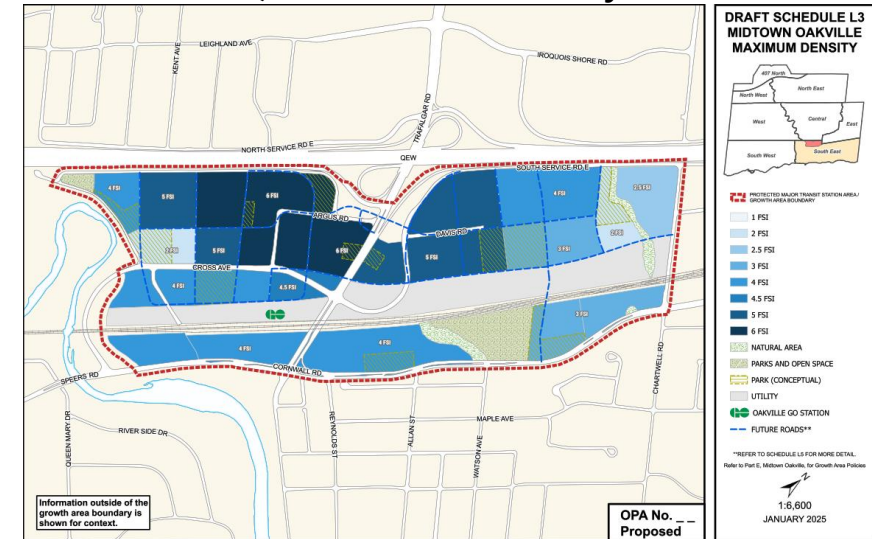 LEIGHLAND AVE
KENT AVE
IROQUOIS SHORE RD
TRAFALGAR RD
NORTH SERVICE RD E
QEW
SOUTH SERVICE RD E
4 FSI
5 FSI
6 FSI
4 FSI
2.5 FSI
ARGUS RD
DAVIS RD
5 FSI
6 FSI
5 FSI
3 FSI
2 FSI
CROSS AVE
4 FSI
4.5 FSI
GO
3 FSI
4 FSI
4 FSI
CORNWALL RD
SPEERS RD
CHARTWELL RD
QUEEN MARY DR
RIVER SIDE DR
REYNOLDS ST
ALLAN ST
WATSON AVE
MAPLE AVE
Information outside of the
growth area boundary is
shown for context.
OPA No. _ _
Proposed
DRAFT SCHEDULE L3
MIDTOWN OAKVILLE
MAXIMUM DENSITY
407 North
North West
North East
West
Central
East
South West
South East
PROTECTED MAJOR TRANSIT STATION AREA/
GROWTH AREA BOUNDARY
1 FSI
2 FSI
2.5 FSI
3 FSI
4 FSI
4.5 FSI
5 FSI
6 FSI
NATURAL AREA
PARKS AND OPEN SPACE
PARK (CONCEPTUAL)
UTILITY
GO OAKVILLE GO STATION
FUTURE ROADS**
**REFER TO SCHEDULE L5 FOR MORE DETAIL.
Refer to Part E, Midtown Oakville, for Growth Area Policies
N
1:6,600
JANUARY 2025